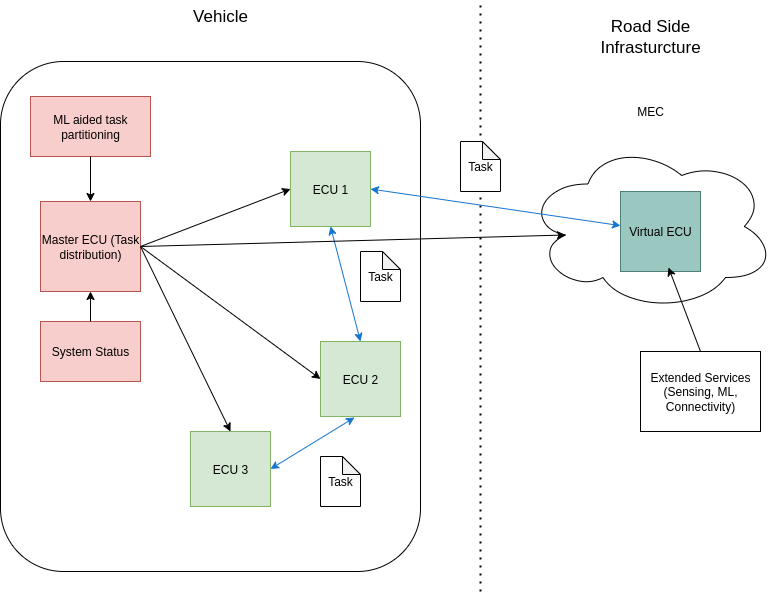 Vehicle
Road Side
Infrasturcture
MEC
ML aided task
partitioning
Master ECU (Task
distribution)
System Status
ECU 1
Task
Virtual ECU
Task
ECU 2
Extended Services
(Sensing, ML,
Connectivity)
ECU 3
Task